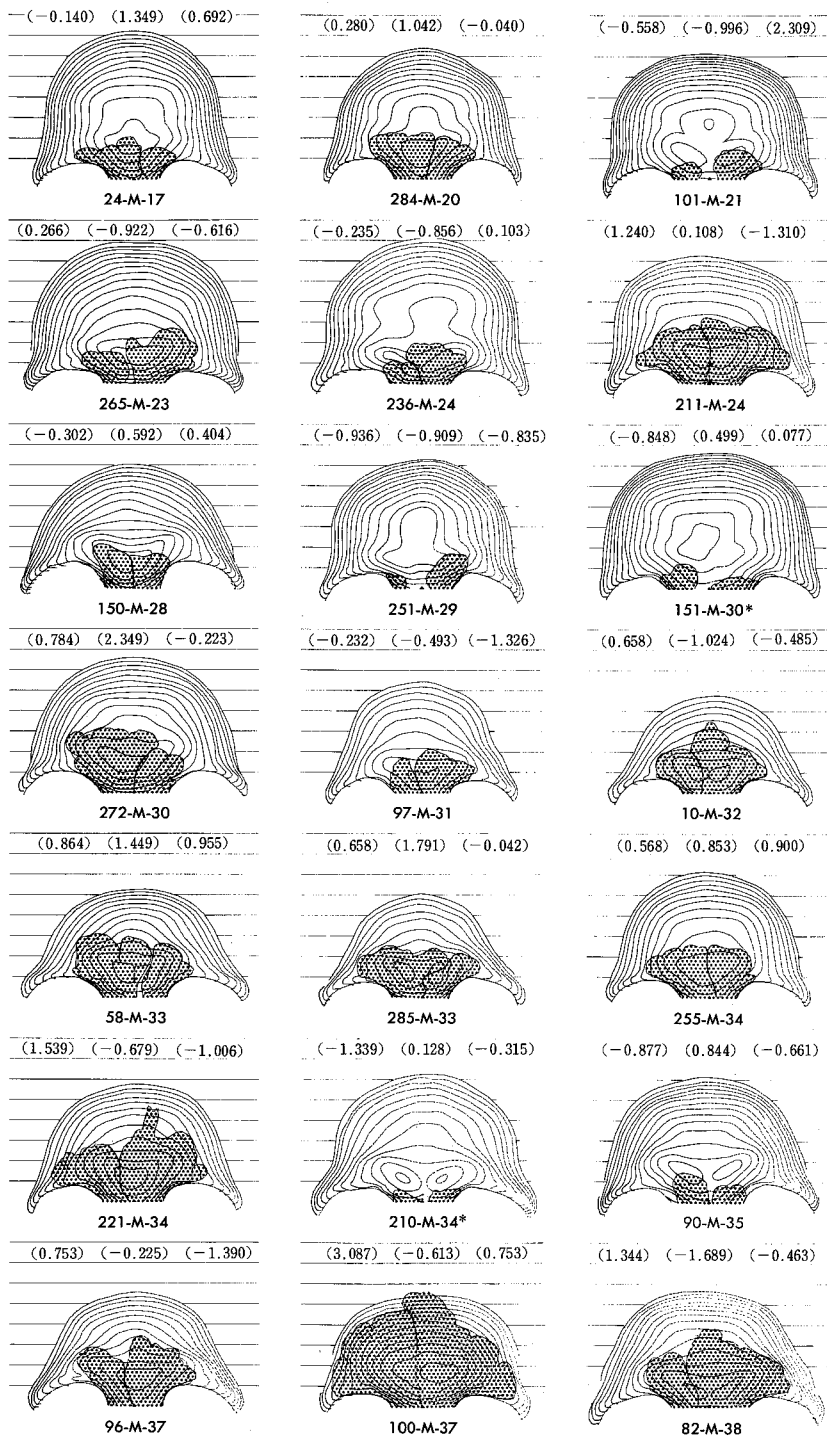 (−0.140) (1.349) (0.692)
(0.280) (1.042) (−0.040)
(−0.558) (−0.996) (2.309)
24-M-17
284-M-20
101-M-21
(0.266) (−0.922) (−0.616)
(−0.235) (−0.856) (0.103)
(1.240) (0.108) (−1.310)
265-M-23
236-M-24
211-M-24
(−0.302) (0.592) (0.404)
(−0.936) (−0.909) (−0.835)
(−0.848) (0.499) (0.077)
150-M-28
251-M-29
151-M-30*
(0.784) (2.349) (−0.223)
(−0.232) (−0.493) (−1.326)
(0.658) (−1.024) (−0.485)
272-M-30
97-M-31
10-M-32
(0.864) (1.449) (0.955)
(0.658) (1.791) (−0.042)
(0.568) (0.853) (0.900)
58-M-33
285-M-33
255-M-34
(1.539) (−0.679) (−1.006)
(−1.339) (0.128) (−0.315)
(−0.877) (0.844) (−0.661)
221-M-34
210-M-34*
90-M-35
(0.753) (−0.225) (−1.390)
(3.087) (−0.613) (0.753)
(1.344) (−1.689) (−0.463)
96-M-37
100-M-37
82-M-38